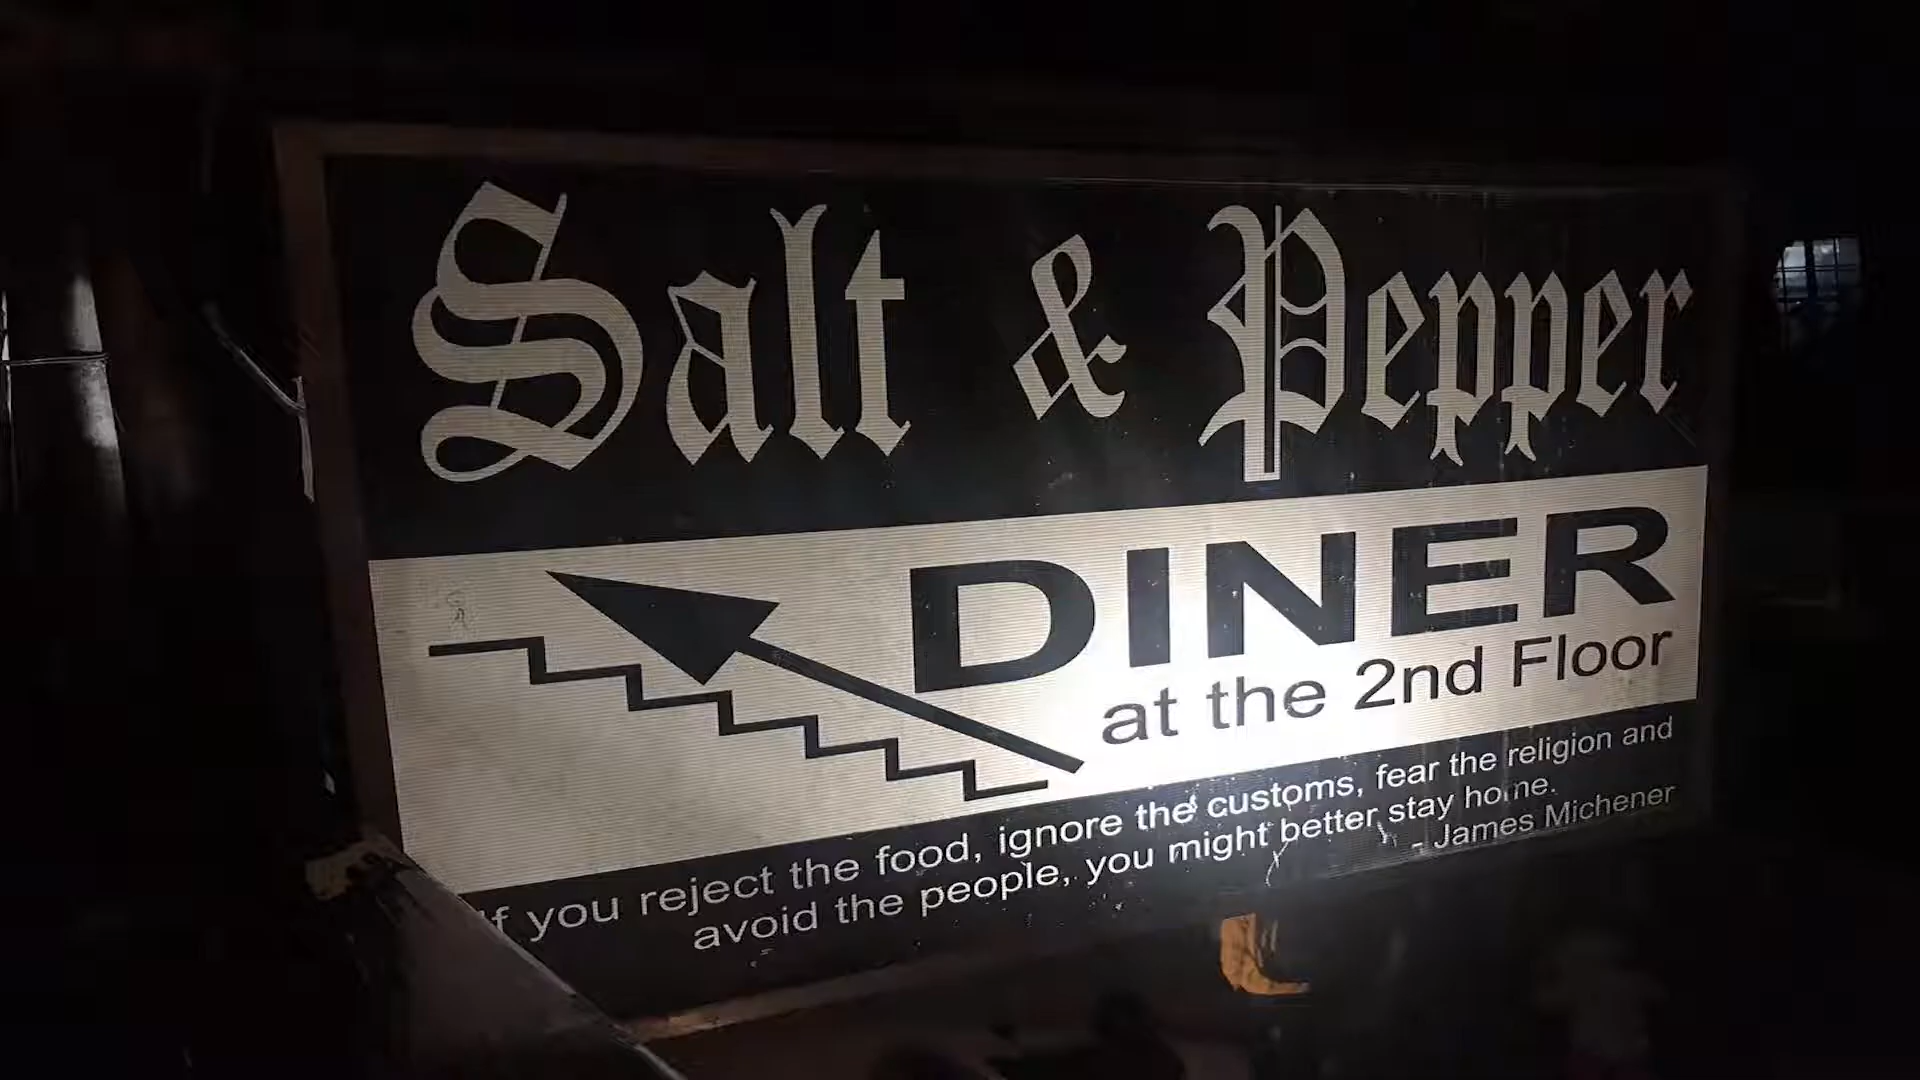 Salt & Pepper
DINER
at the 2nd Floor
If you reject the food, ignore the customs, fear the religion and
avoid the people, you might better stay home.
- James Michener